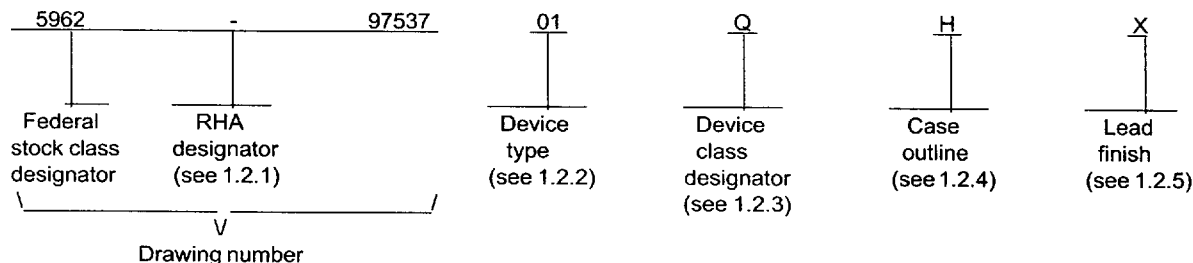 5962 - 97537 01 Q H X
Federal stock class designator
RHA designator (see 1.2.1)
Device type (see 1.2.2)
Device class designator (see 1.2.3)
Case outline (see 1.2.4)
Lead finish (see 1.2.5)
Drawing number